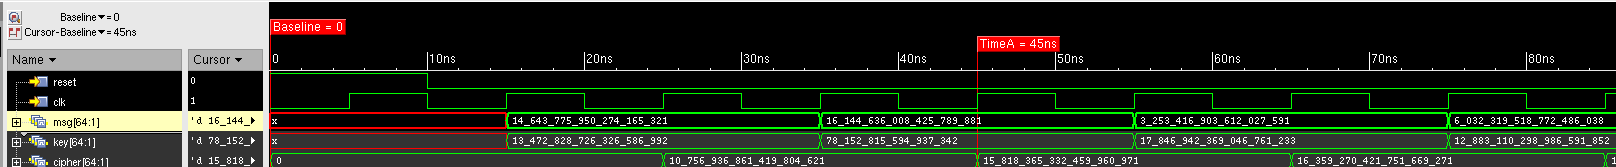 Baseline▼=0
Cursor-Baseline▼=45ns
Baseline = 0
TimeA = 45ns
Name▼ Cursor▼ 0 10ns 20ns 30ns 40ns 50ns 60ns 70ns 80ns
reset 0
clk 1
msg[64:1] 'd 16_144_ x 14_643_775_950_274_165_321 16_144_636_008_425_789_881 3_253_416_903_612_027_591 6_032_319_518_772_486_038
key[64:1] 'd 78_152_ x 13_472_828_726_326_586_992 78_152_815_594_937_342 17_846_942_369_046_761_233 12_883_110_298_986_591_852
cipher[64:1] 'd 15_818_ 0 10_756_936_861_419_804_621 15_818_365_332_459_960_971 16_359_270_421_751_669_271